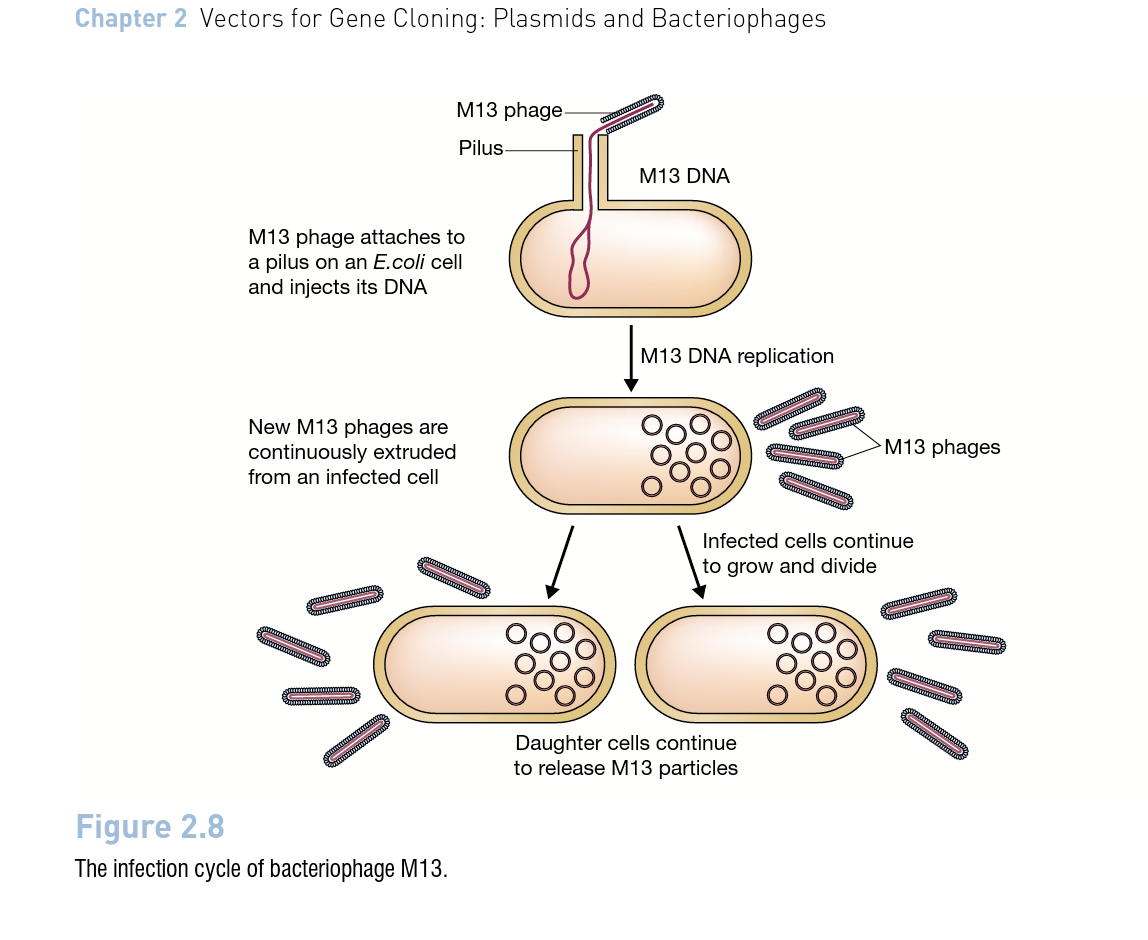 Chapter 2 Vectors for Gene Cloning: Plasmids and Bacteriophages
M13 phage
Pilus
M13 DNA
M13 phage attaches to
a pilus on an E.coli cell
and injects its DNA
M13 DNA replication
New M13 phages are
continuously extruded
from an infected cell
M13 phages
Infected cells continue
to grow and divide
Daughter cells continue
to release M13 particles
Figure 2.8
The infection cycle of bacteriophage M13.